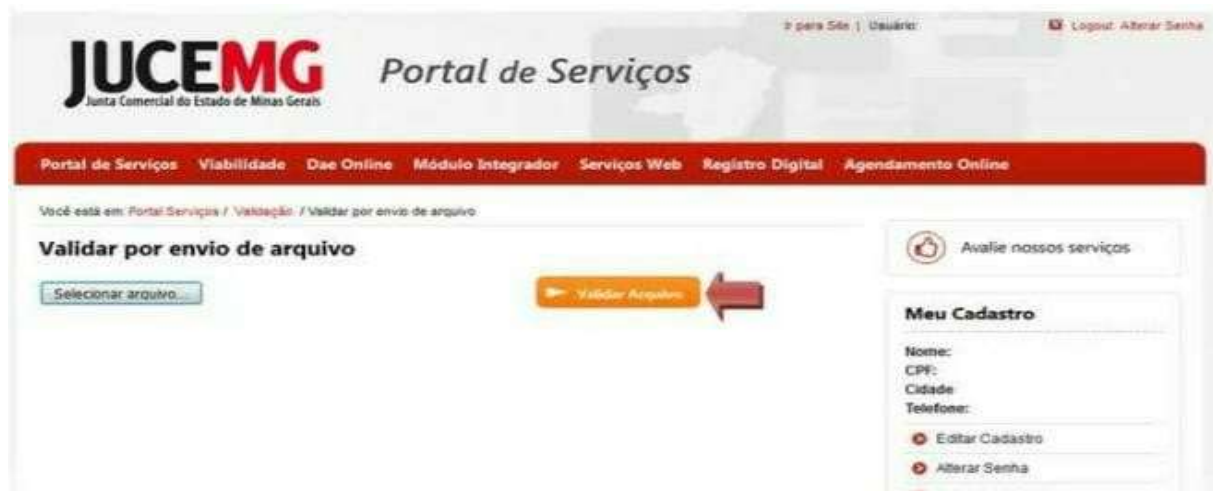 Ir para Site | Usuário: Logout Alterar Senha
JUCEMG
Junta Comercial do Estado de Minas Gerais
Portal de Serviços
Portal de Serviços Viabilidade Dae Online Módulo Integrador Serviços Web Registro Digital Agendamento Online
Você está em: Portal Serviços / Validação / Validar por envio de arquivo
Validar por envio de arquivo
Selecionar arquivo...
Validar Arquivo
Avalie nossos serviços
Meu Cadastro
Nome:
CPF:
Cidade
Telefone:
Editar Cadastro
Alterar Senha